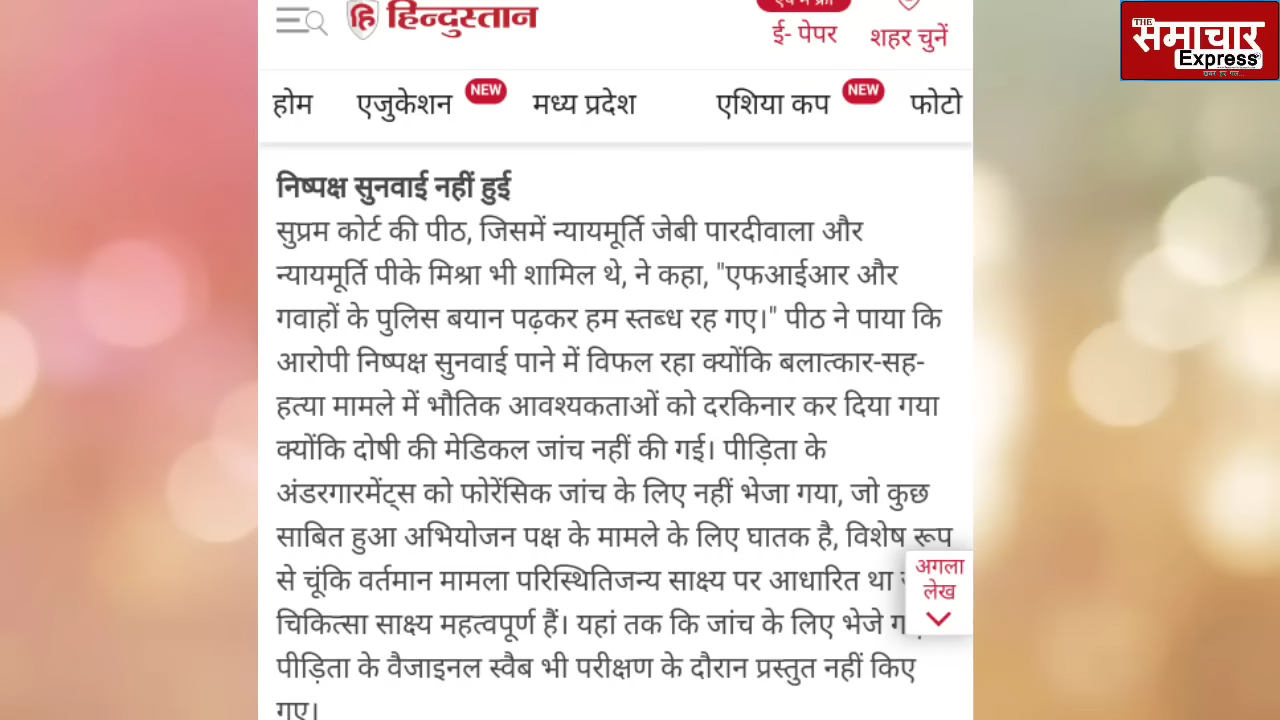 हि हिन्दुस्तान
ई- पेपर
शहर चुनें
THE
समाचार
Express
होम
एजुकेशन NEW
मध्य प्रदेश
एशिया कप NEW
फोटो
निष्पक्ष सुनवाई नहीं हुई
सुप्रम कोर्ट की पीठ, जिसमें न्यायमूर्ति जेबी पारदीवाला और
न्यायमूर्ति पीके मिश्रा भी शामिल थे, ने कहा, "एफआईआर और
गवाहों के पुलिस बयान पढ़कर हम स्तब्ध रह गए।" पीठ ने पाया कि
आरोपी निष्पक्ष सुनवाई पाने में विफल रहा क्योंकि बलात्कार-सह-
हत्या मामले में भौतिक आवश्यकताओं को दरकिनार कर दिया गया
क्योंकि दोषी की मेडिकल जांच नहीं की गई। पीड़िता के
अंडरगारमेंट्स को फोरेंसिक जांच के लिए नहीं भेजा गया, जो कुछ
साबित हुआ अभियोजन पक्ष के मामले के लिए घातक है, विशेष रूप
से चूंकि वर्तमान मामला परिस्थितिजन्य साक्ष्य पर आधारित था
चिकित्सा साक्ष्य महत्वपूर्ण हैं। यहां तक कि जांच के लिए भेजे
पीड़िता के वैजाइनल स्वैब भी परीक्षण के दौरान प्रस्तुत नहीं किए
गए।
अगला
लेख